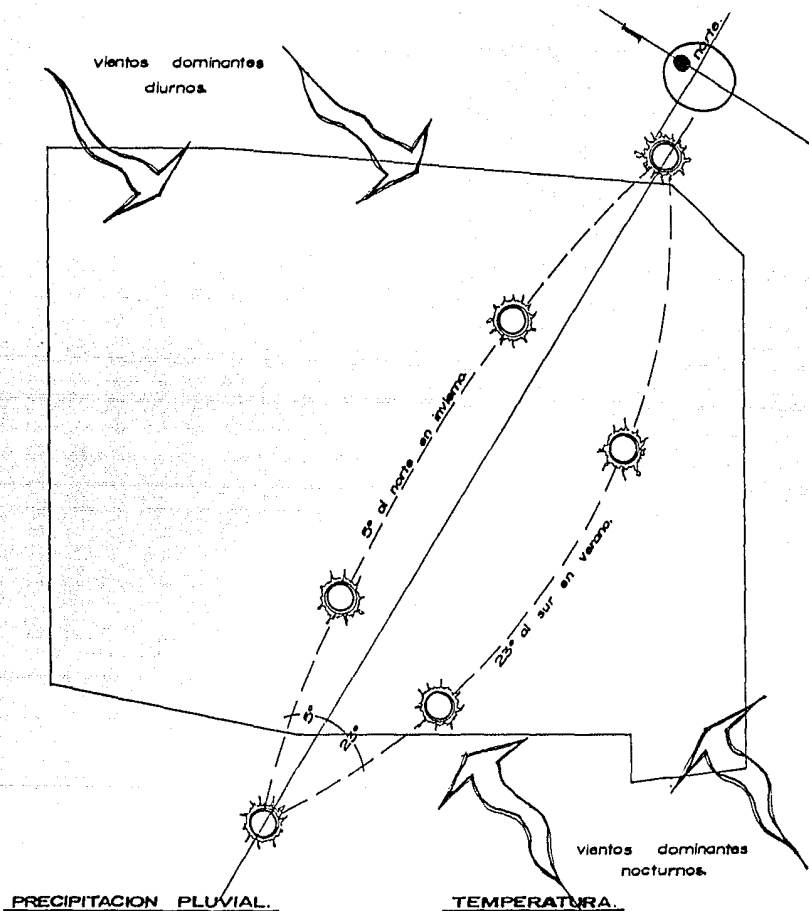 norte.
vientos dominantes
diurnos.
5° al norte en invierno.
23° al sur en verano.
5°
23°
vientos dominantes
nocturnos.
PRECIPITACION PLUVIAL.
TEMPERATURA.